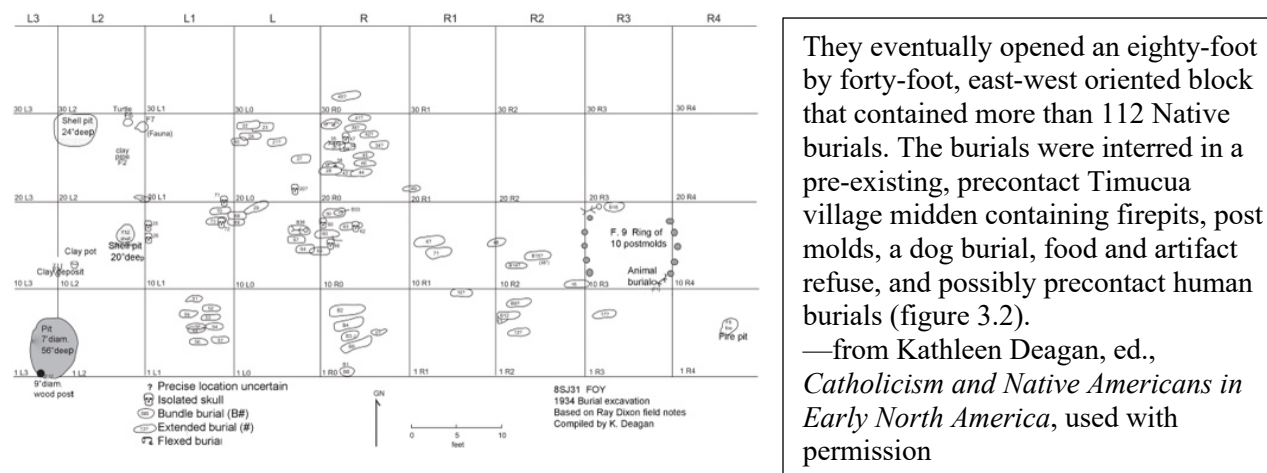 L3 L2 L1 L R R1 R2 R3 R4
30 L3 30 L2 Turtle 30 L1 30 L0 30 R0 30 R1 30 R2 30 R3 30 R4
Shell pit
24"deep
F7
(Fauna)
clay
pipe
F2
20 L3 20 L2 20 L1 20 L0 20 R0 20 R1 20 R2 20 R3 20 R4
Shell pit
20"deep
Clay pot
Clay deposit
F. 9 Ring of
10 postmolds
Animal
burial
10 L3 10 L2 10 L1 10 L0 10 R0 10 R1 10 R2 10 R3 10 R4
Pit
7'diam.
56"deep
Fire pit
1 L3 1 L2 1 L1 1 L0 1 R0 1 R1 1 R2 1 R3 1 R4
9"diam.
wood post
? Precise location uncertain
Isolated skull
Bundle burial (B#)
Extended burial (#)
Flexed burial
GN
0 5 10
feet
8SJ31 FOY
1934 Burial excavation
Based on Ray Dixon field notes
Compiled by K. Deagan
They eventually opened an eighty-foot
by forty-foot, east-west oriented block
that contained more than 112 Native
burials. The burials were interred in a
pre-existing, precontact Timucua
village midden containing firepits, post
molds, a dog burial, food and artifact
refuse, and possibly precontact human
burials (figure 3.2).
—from Kathleen Deagan, ed.,
Catholicism and Native Americans in
Early North America, used with
permission